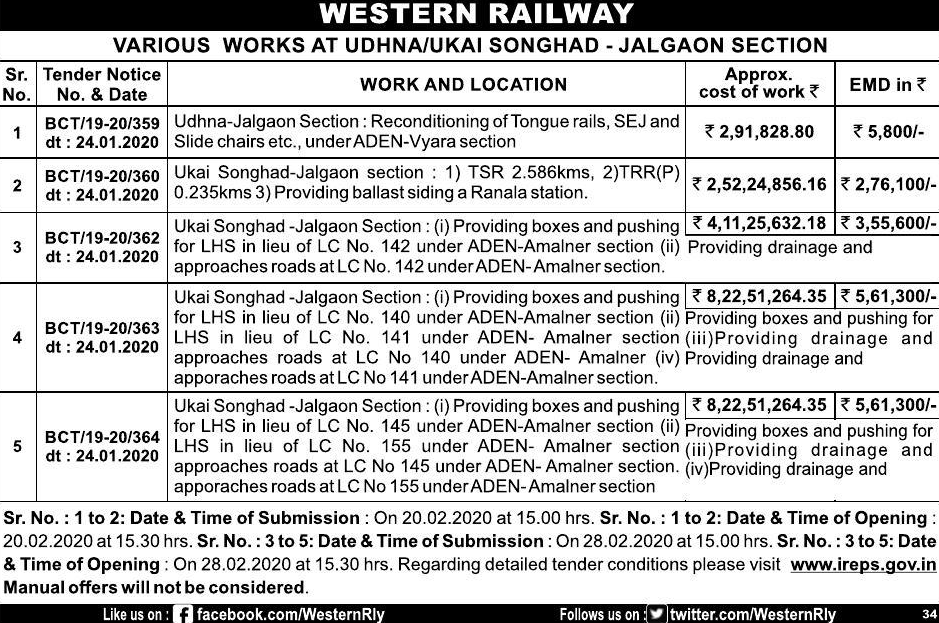 WESTERN RAILWAY
VARIOUS WORKS AT UDHNA/UKAI SONGHAD - JALGAON SECTION
Sr. No. Tender Notice No. & Date WORK AND LOCATION Approx. cost of work ₹ EMD in ₹
1 BCT/19-20/359 dt : 24.01.2020
Udhna-Jalgaon Section : Reconditioning of Tongue rails, SEJ and
Slide chairs etc., under ADEN-Vyara section
₹ 2,91,828.80 ₹ 5,800/-
2 BCT/19-20/360 dt : 24.01.2020
Ukai Songhad-Jalgaon section : 1) TSR 2.586kms, 2)TRR(P)
0.235kms 3) Providing ballast siding a Ranala station.
₹ 2,52,24,856.16 ₹ 2,76,100/-
3 BCT/19-20/362 dt : 24.01.2020
₹ 4,11,25,632.18 ₹ 3,55,600/-
Ukai Songhad -Jalgaon Section : (i) Providing boxes and pushing
for LHS in lieu of LC No. 142 under ADEN-Amalner section (ii) Providing drainage and
approaches roads at LC No. 142 under ADEN- Amalner section.
4 BCT/19-20/363 dt : 24.01.2020
₹ 8,22,51,264.35 ₹ 5,61,300/-
Ukai Songhad -Jalgaon Section : (i) Providing boxes and pushing
for LHS in lieu of LC No. 140 under ADEN- Amalner section (ii) Providing boxes and pushing for
LHS in lieu of LC No. 141 under ADEN- Amalner section (iii)Providing drainage and
approaches roads at LC No 140 under ADEN- Amalner (iv) Providing drainage and
apporaches roads at LC No 141 under ADEN-Amalner section.
5 BCT/19-20/364 dt : 24.01.2020
₹ 8,22,51,264.35 ₹ 5,61,300/-
Ukai Songhad -Jalgaon Section : (i) Providing boxes and pushing
for LHS in lieu of LC No. 145 under ADEN- Amalner section (ii) Providing boxes and pushing for
LHS in lieu of LC No. 155 under ADEN- Amalner section (iii)Providing drainage and
approaches roads at LC No 145 under ADEN- Amalner section. (iv)Providing drainage and
apporaches roads at LC No 155 under ADEN-Amalner section
Sr. No. : 1 to 2: Date & Time of Submission : On 20.02.2020 at 15.00 hrs. Sr. No. : 1 to 2: Date & Time of Opening :
20.02.2020 at 15.30 hrs. Sr. No. : 3 to 5: Date & Time of Submission : On 28.02.2020 at 15.00 hrs. Sr. No. : 3 to 5: Date
& Time of Opening : On 28.02.2020 at 15.30 hrs. Regarding detailed tender conditions please visit www.ireps.gov.in
Manual offers will not be considered.
Like us on : f facebook.com/WesternRly Follows us on : twitter.com/WesternRly 34